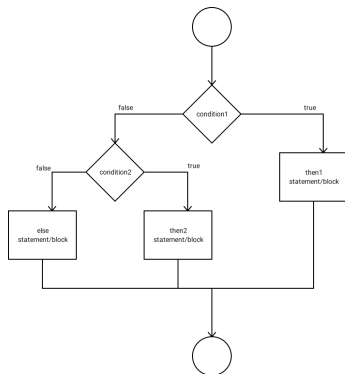 condition1
false
true
condition2
false
true
then1
statement/block
else
statement/block
then2
statement/block